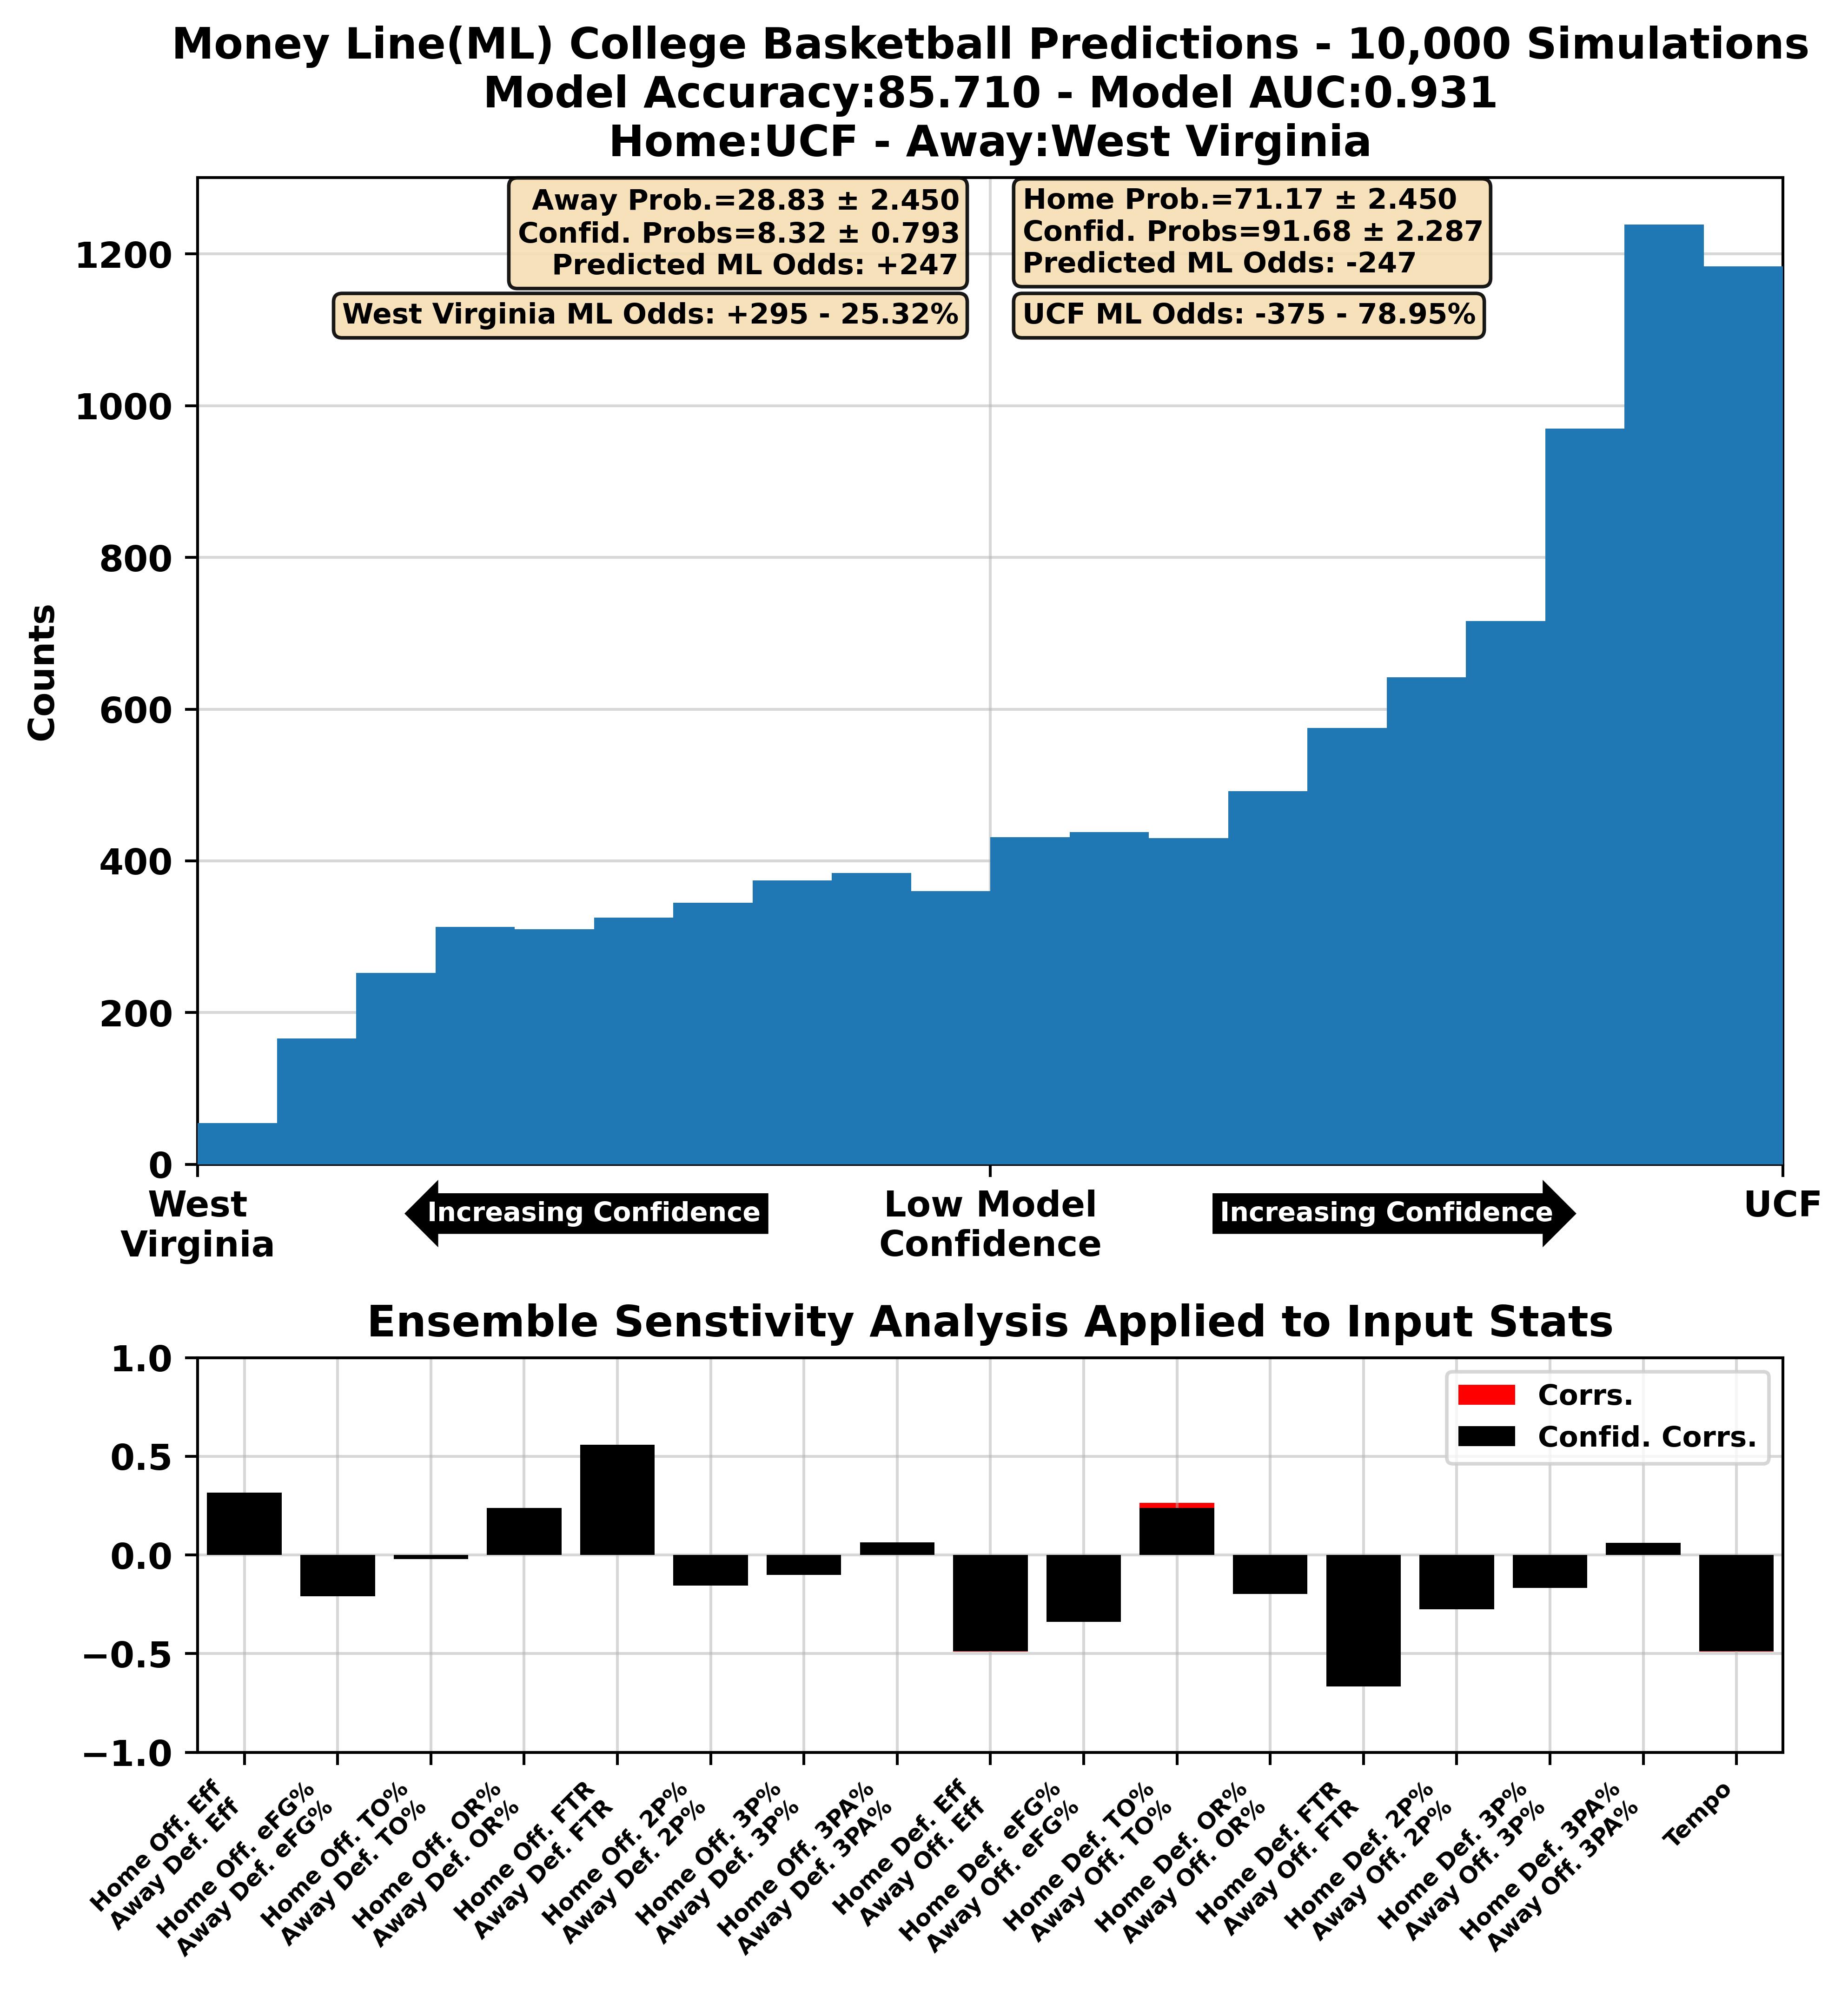 Money Line(ML) College Basketball Predictions - 10,000 Simulations
Model Accuracy:85.710 - Model AUC:0.931
Home:UCF - Away:West Virginia
Away Prob.=28.83 ± 2.450
Confid. Probs=8.32 ± 0.793
Predicted ML Odds: +247
West Virginia ML Odds: +295 - 25.32%
Home Prob.=71.17 ± 2.450
Confid. Probs=91.68 ± 2.287
Predicted ML Odds: -247
UCF ML Odds: -375 - 78.95%
Counts
1200
1000
800
600
400
200
0
West
Virginia
Increasing Confidence
Low Model
Confidence
Increasing Confidence
UCF
Ensemble Senstivity Analysis Applied to Input Stats
1.0
0.5
0.0
−0.5
−1.0
Corrs.
Confid. Corrs.
Home Off. Eff
Away Def. Eff
Home Off. eFG%
Away Def. eFG%
Home Off. TO%
Away Def. TO%
Home Off. OR%
Away Def. OR%
Home Off. FTR
Away Def. FTR
Home Off. 2P%
Away Def. 2P%
Home Off. 3P%
Away Def. 3P%
Home Off. 3PA%
Away Def. 3PA%
Home Def. Eff
Away Off. Eff
Home Def. eFG%
Away Off. eFG%
Home Def. TO%
Away Off. TO%
Home Def. OR%
Away Off. OR%
Home Def. FTR
Away Off. FTR
Home Def. 2P%
Away Off. 2P%
Home Def. 3P%
Away Off. 3P%
Home Def. 3PA%
Away Off. 3PA%
Tempo